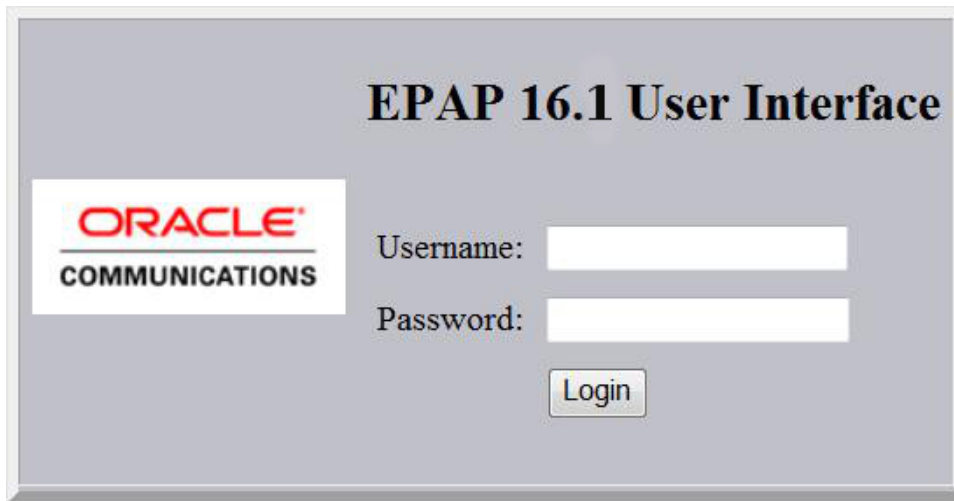 EPAP 16.1 User Interface
ORACLE
COMMUNICATIONS
Username:
Password:
Login